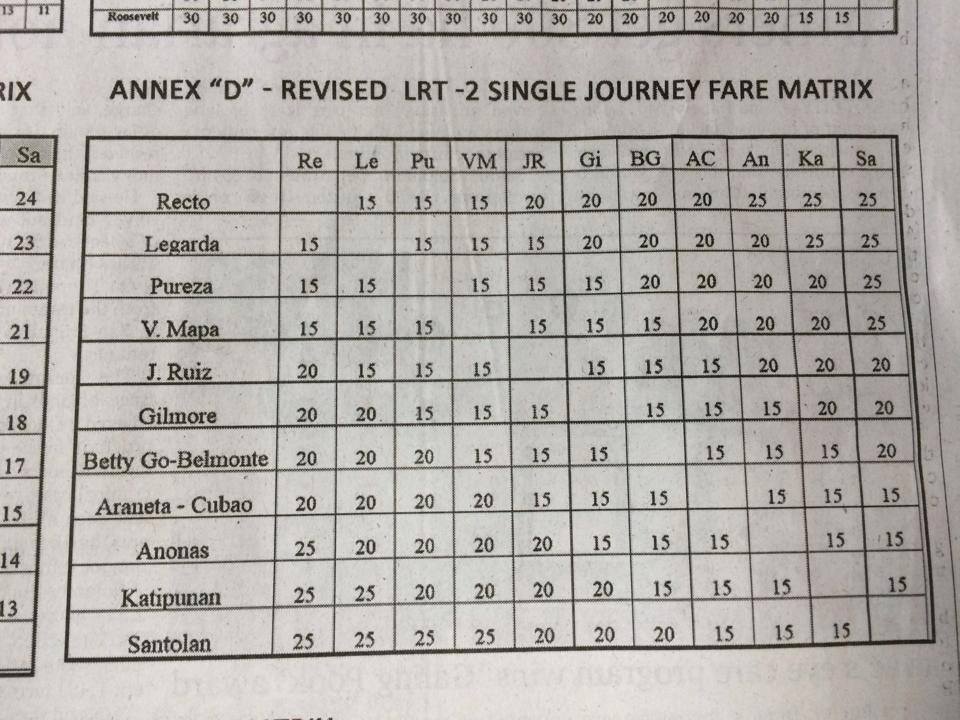 13 11
Roosevelt 30 30 30 30 30 30 30 30 30 30 20 20 20 20 20 15 15
RIX
ANNEX “D” - REVISED LRT -2 SINGLE JOURNEY FARE MATRIX
Sa
Re Le Pu VM JR Gi BG AC An Ka Sa
24
Recto 15 15 15 20 20 20 20 25 25 25
23
Legarda 15 15 15 15 20 20 20 20 25 25
22
Pureza 15 15 15 15 15 20 20 20 20 25
21
V. Mapa 15 15 15 15 15 15 20 20 20 25
19
J. Ruiz 20 15 15 15 15 15 15 20 20 20
18
Gilmore 20 20 15 15 15 15 15 15 20 20
17
Betty Go-Belmonte 20 20 20 15 15 15 15 15 15 20
15
Araneta - Cubao 20 20 20 20 15 15 15 15 15 15
14
Anonas 25 20 20 20 20 15 15 15 15 15
13
Katipunan 25 25 20 20 20 20 15 15 15 15
Santolan 25 25 25 25 20 20 20 15 15 15